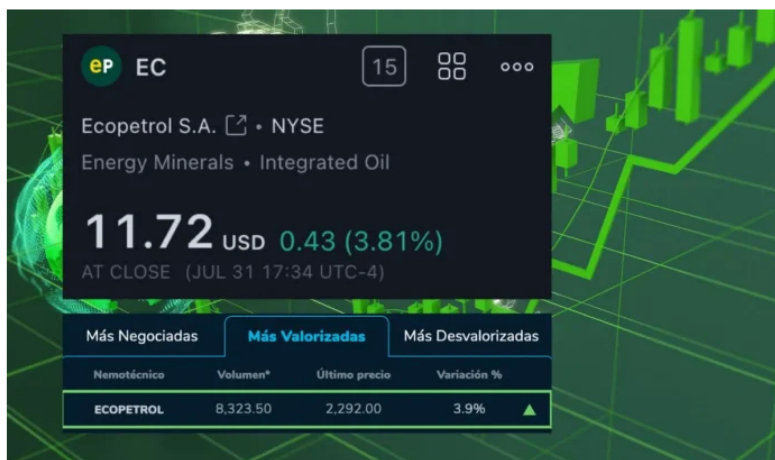 eP EC 15
Ecopetrol S.A. • NYSE
Energy Minerals • Integrated Oil
11.72 USD 0.43 (3.81%)
AT CLOSE (JUL 31 17:34 UTC-4)
Más Negociadas Más Valorizadas Más Desvalorizadas
Nemotécnico Volumen* Último precio Variación %
ECOPETROL 8,323.50 2,292.00 3.9%